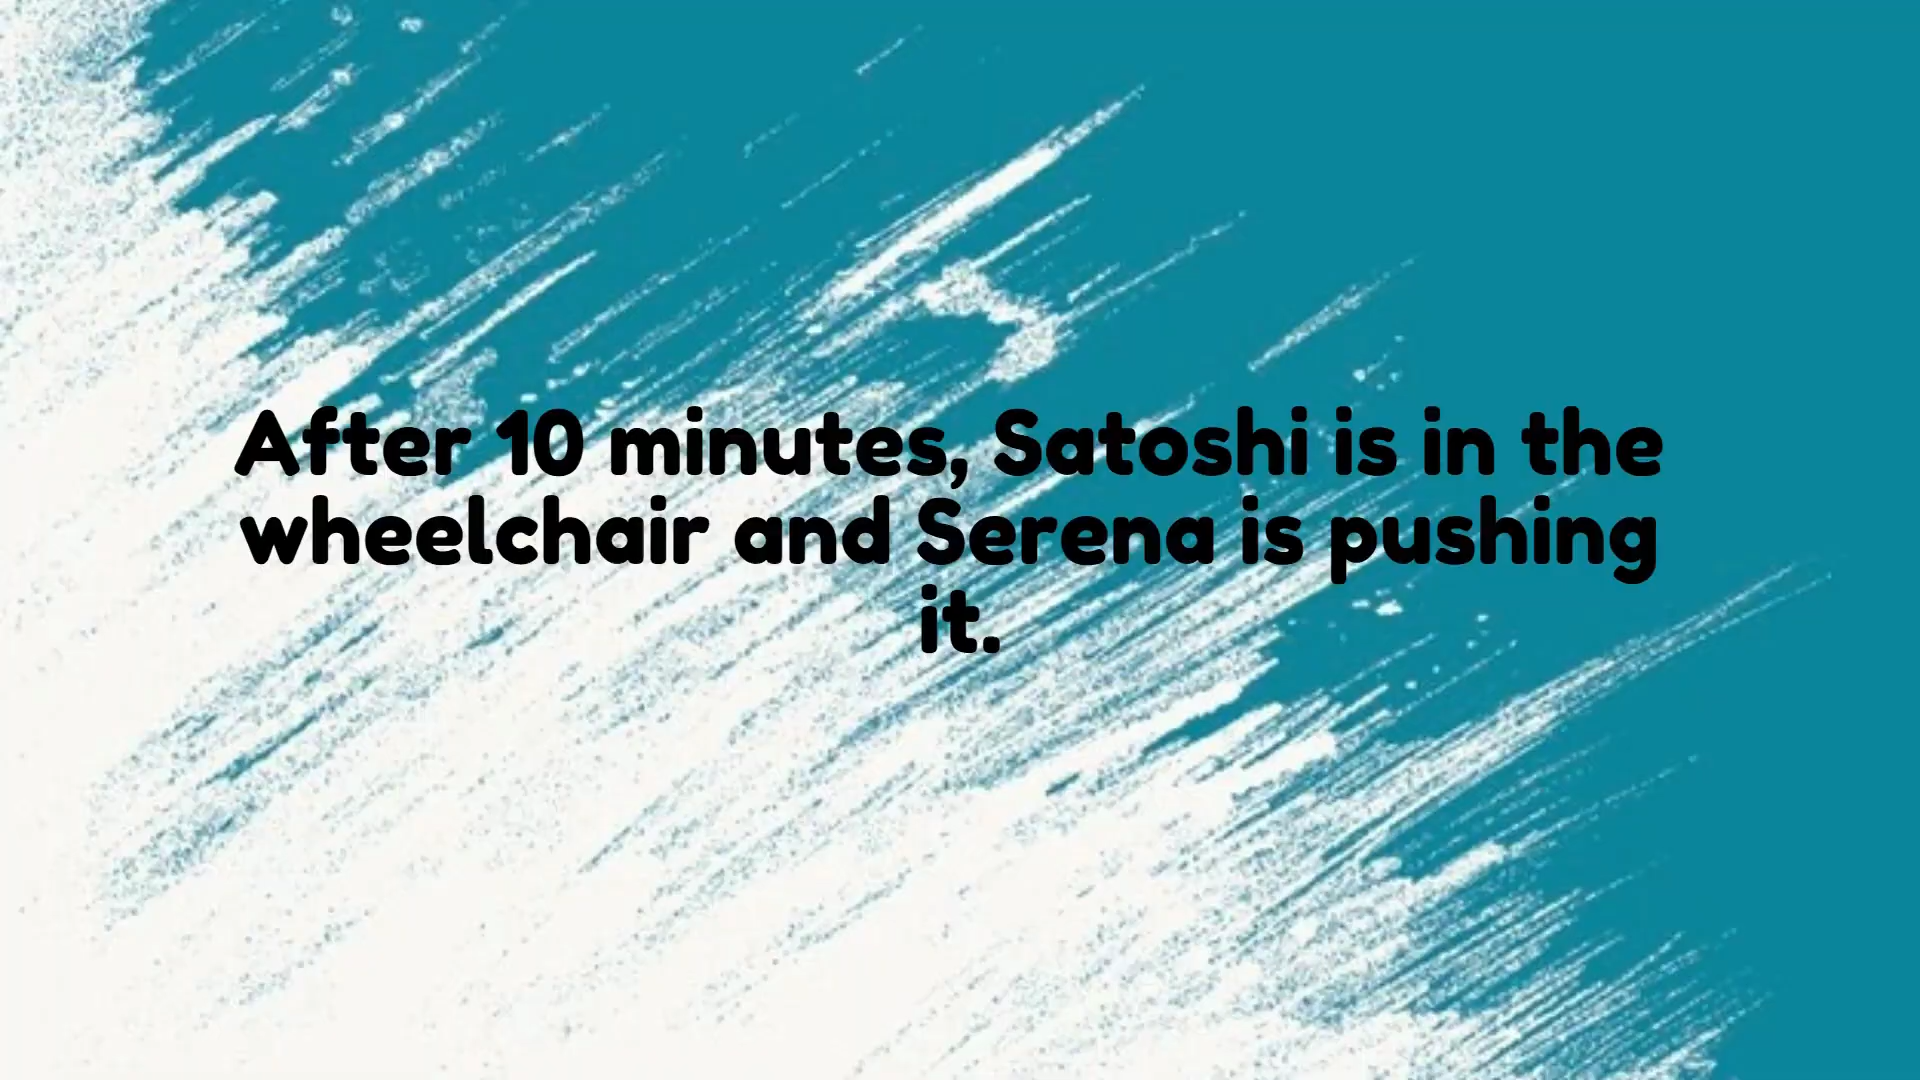 After 10 minutes, Satoshi is in the
wheelchair and Serena is pushing
it.